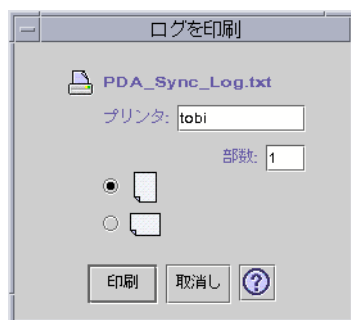 ログを印刷
PDA_Sync_Log.txt
プリンタ: tobi
部数: 1
印刷 取消し ?